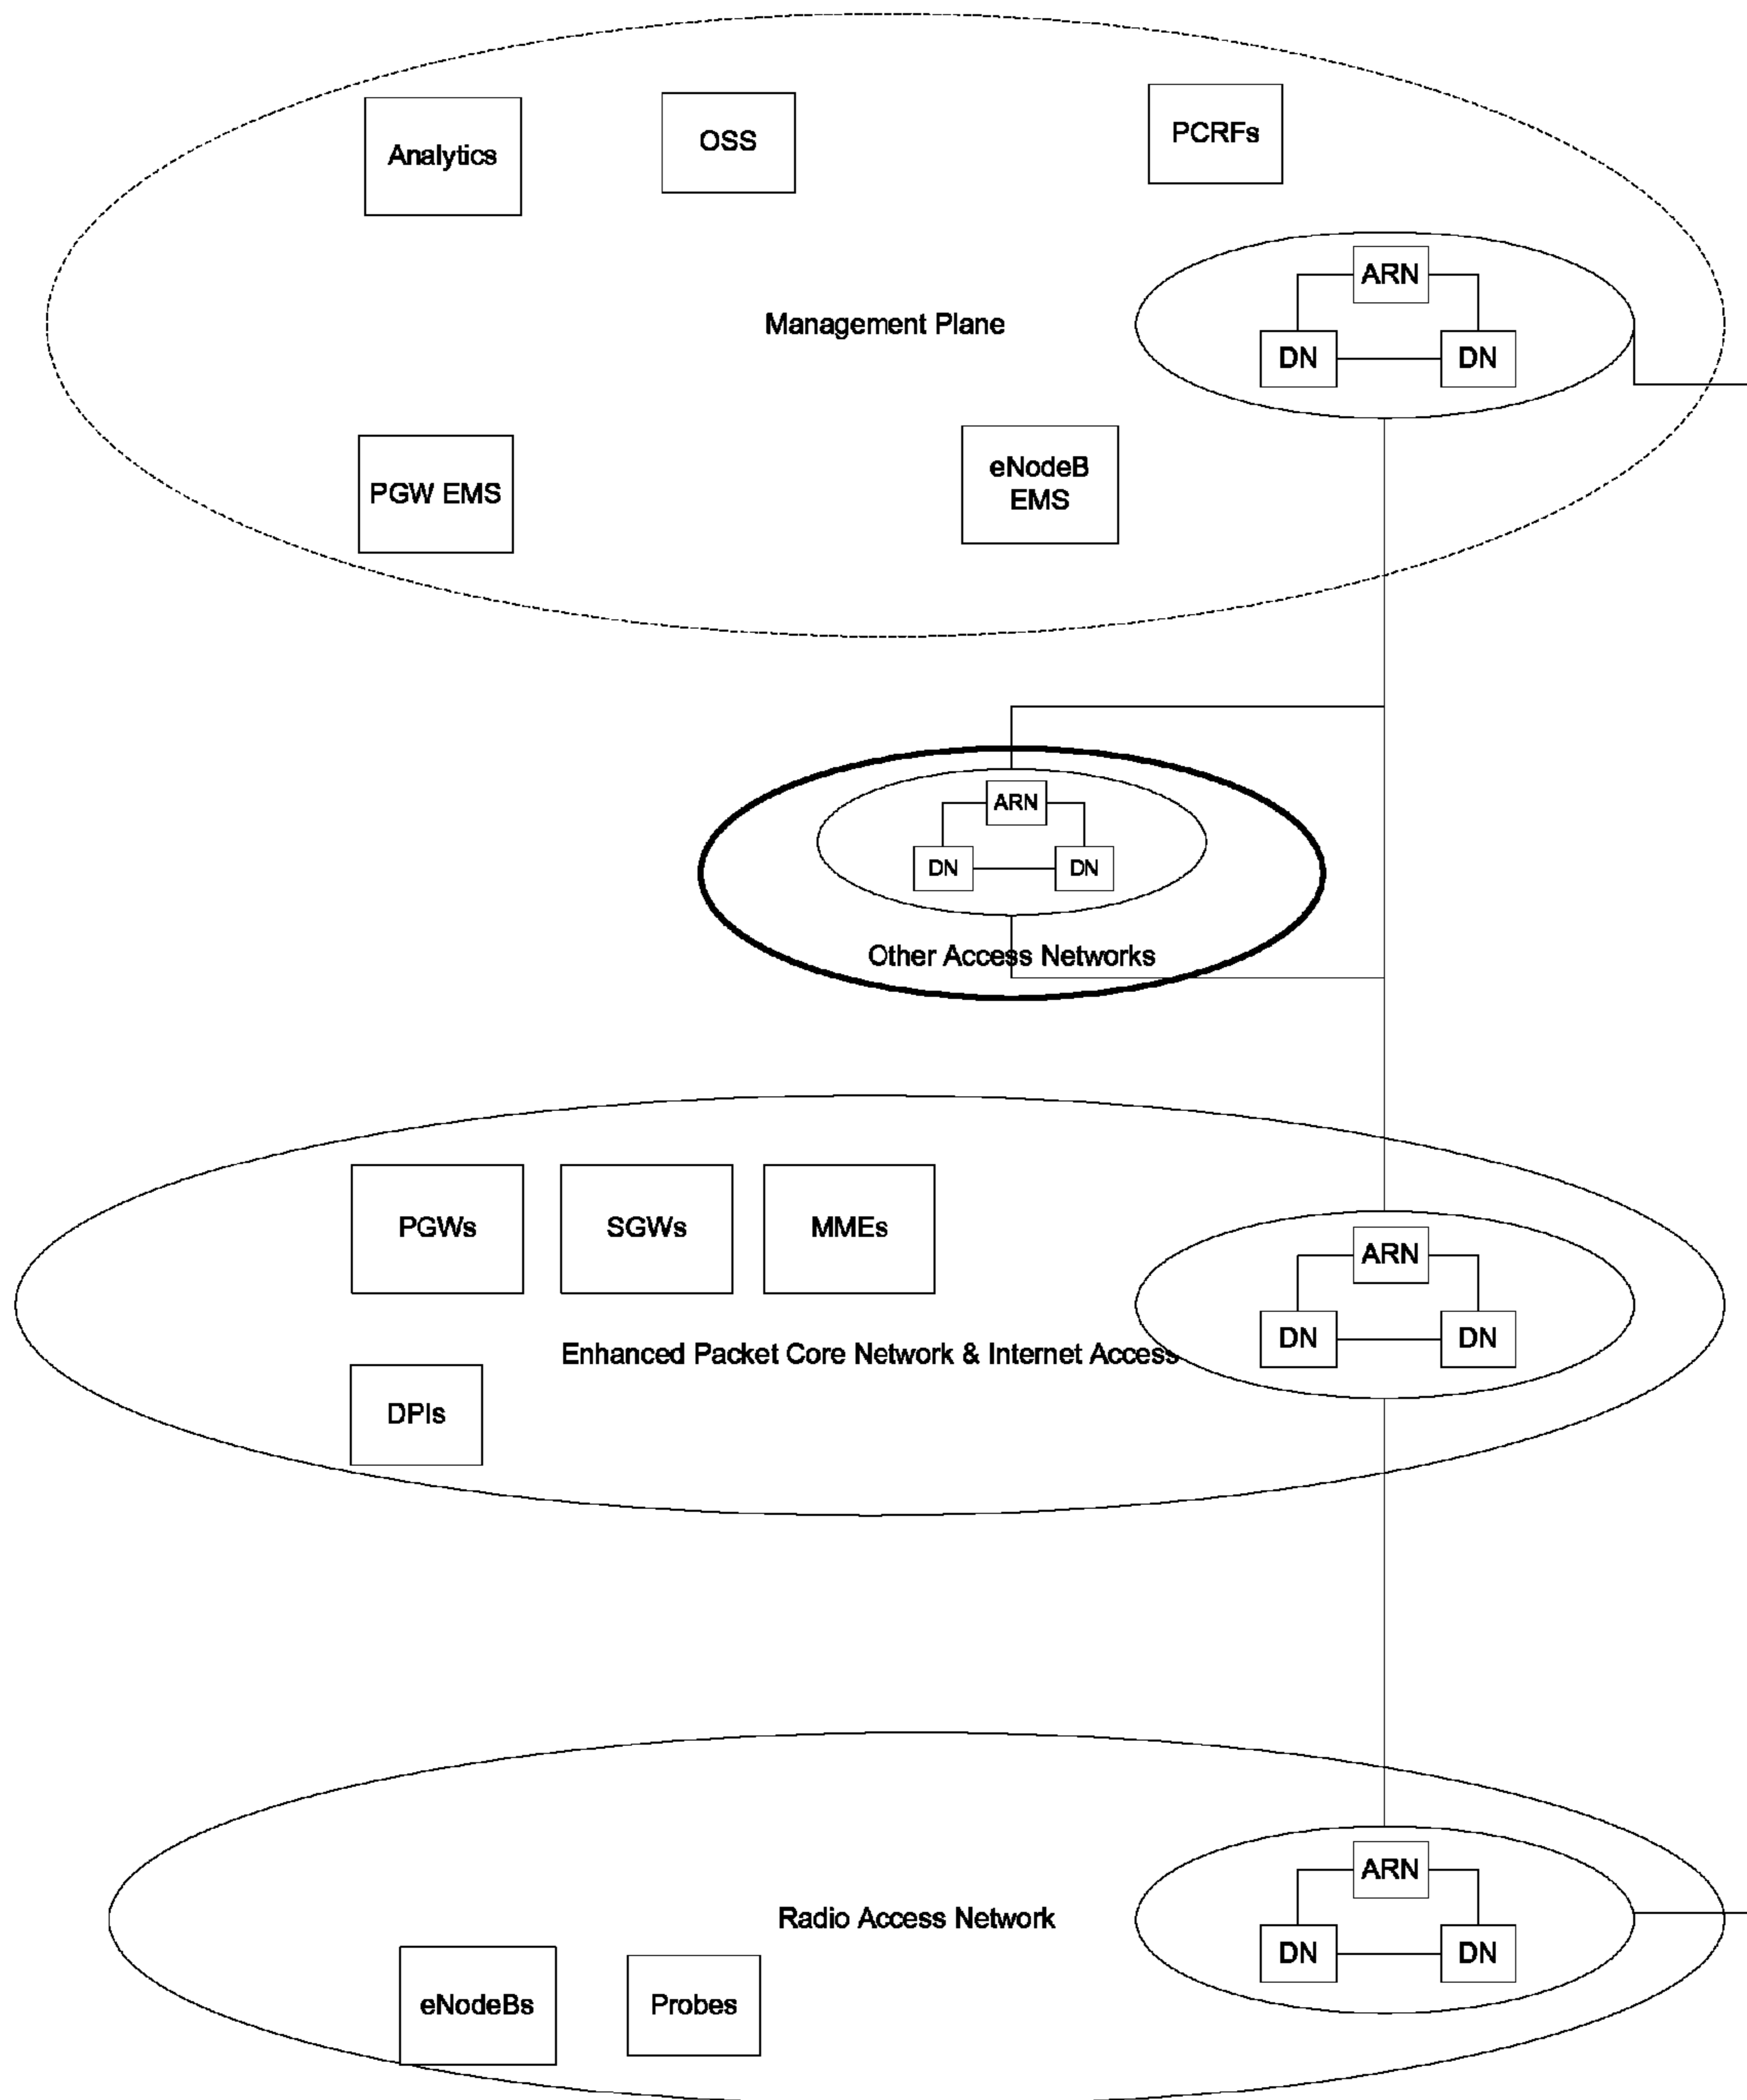 Analytics
OSS
PCRFs
ARN
Management Plane
DN
DN
PGW EMS
eNodeB
EMS
ARN
DN
DN
Other Access Networks
PGWs
SGWs
MMEs
ARN
DN
DN
Enhanced Packet Core Network & Internet Access
DPIs
ARN
Radio Access Network
DN
DN
eNodeBs
Probes